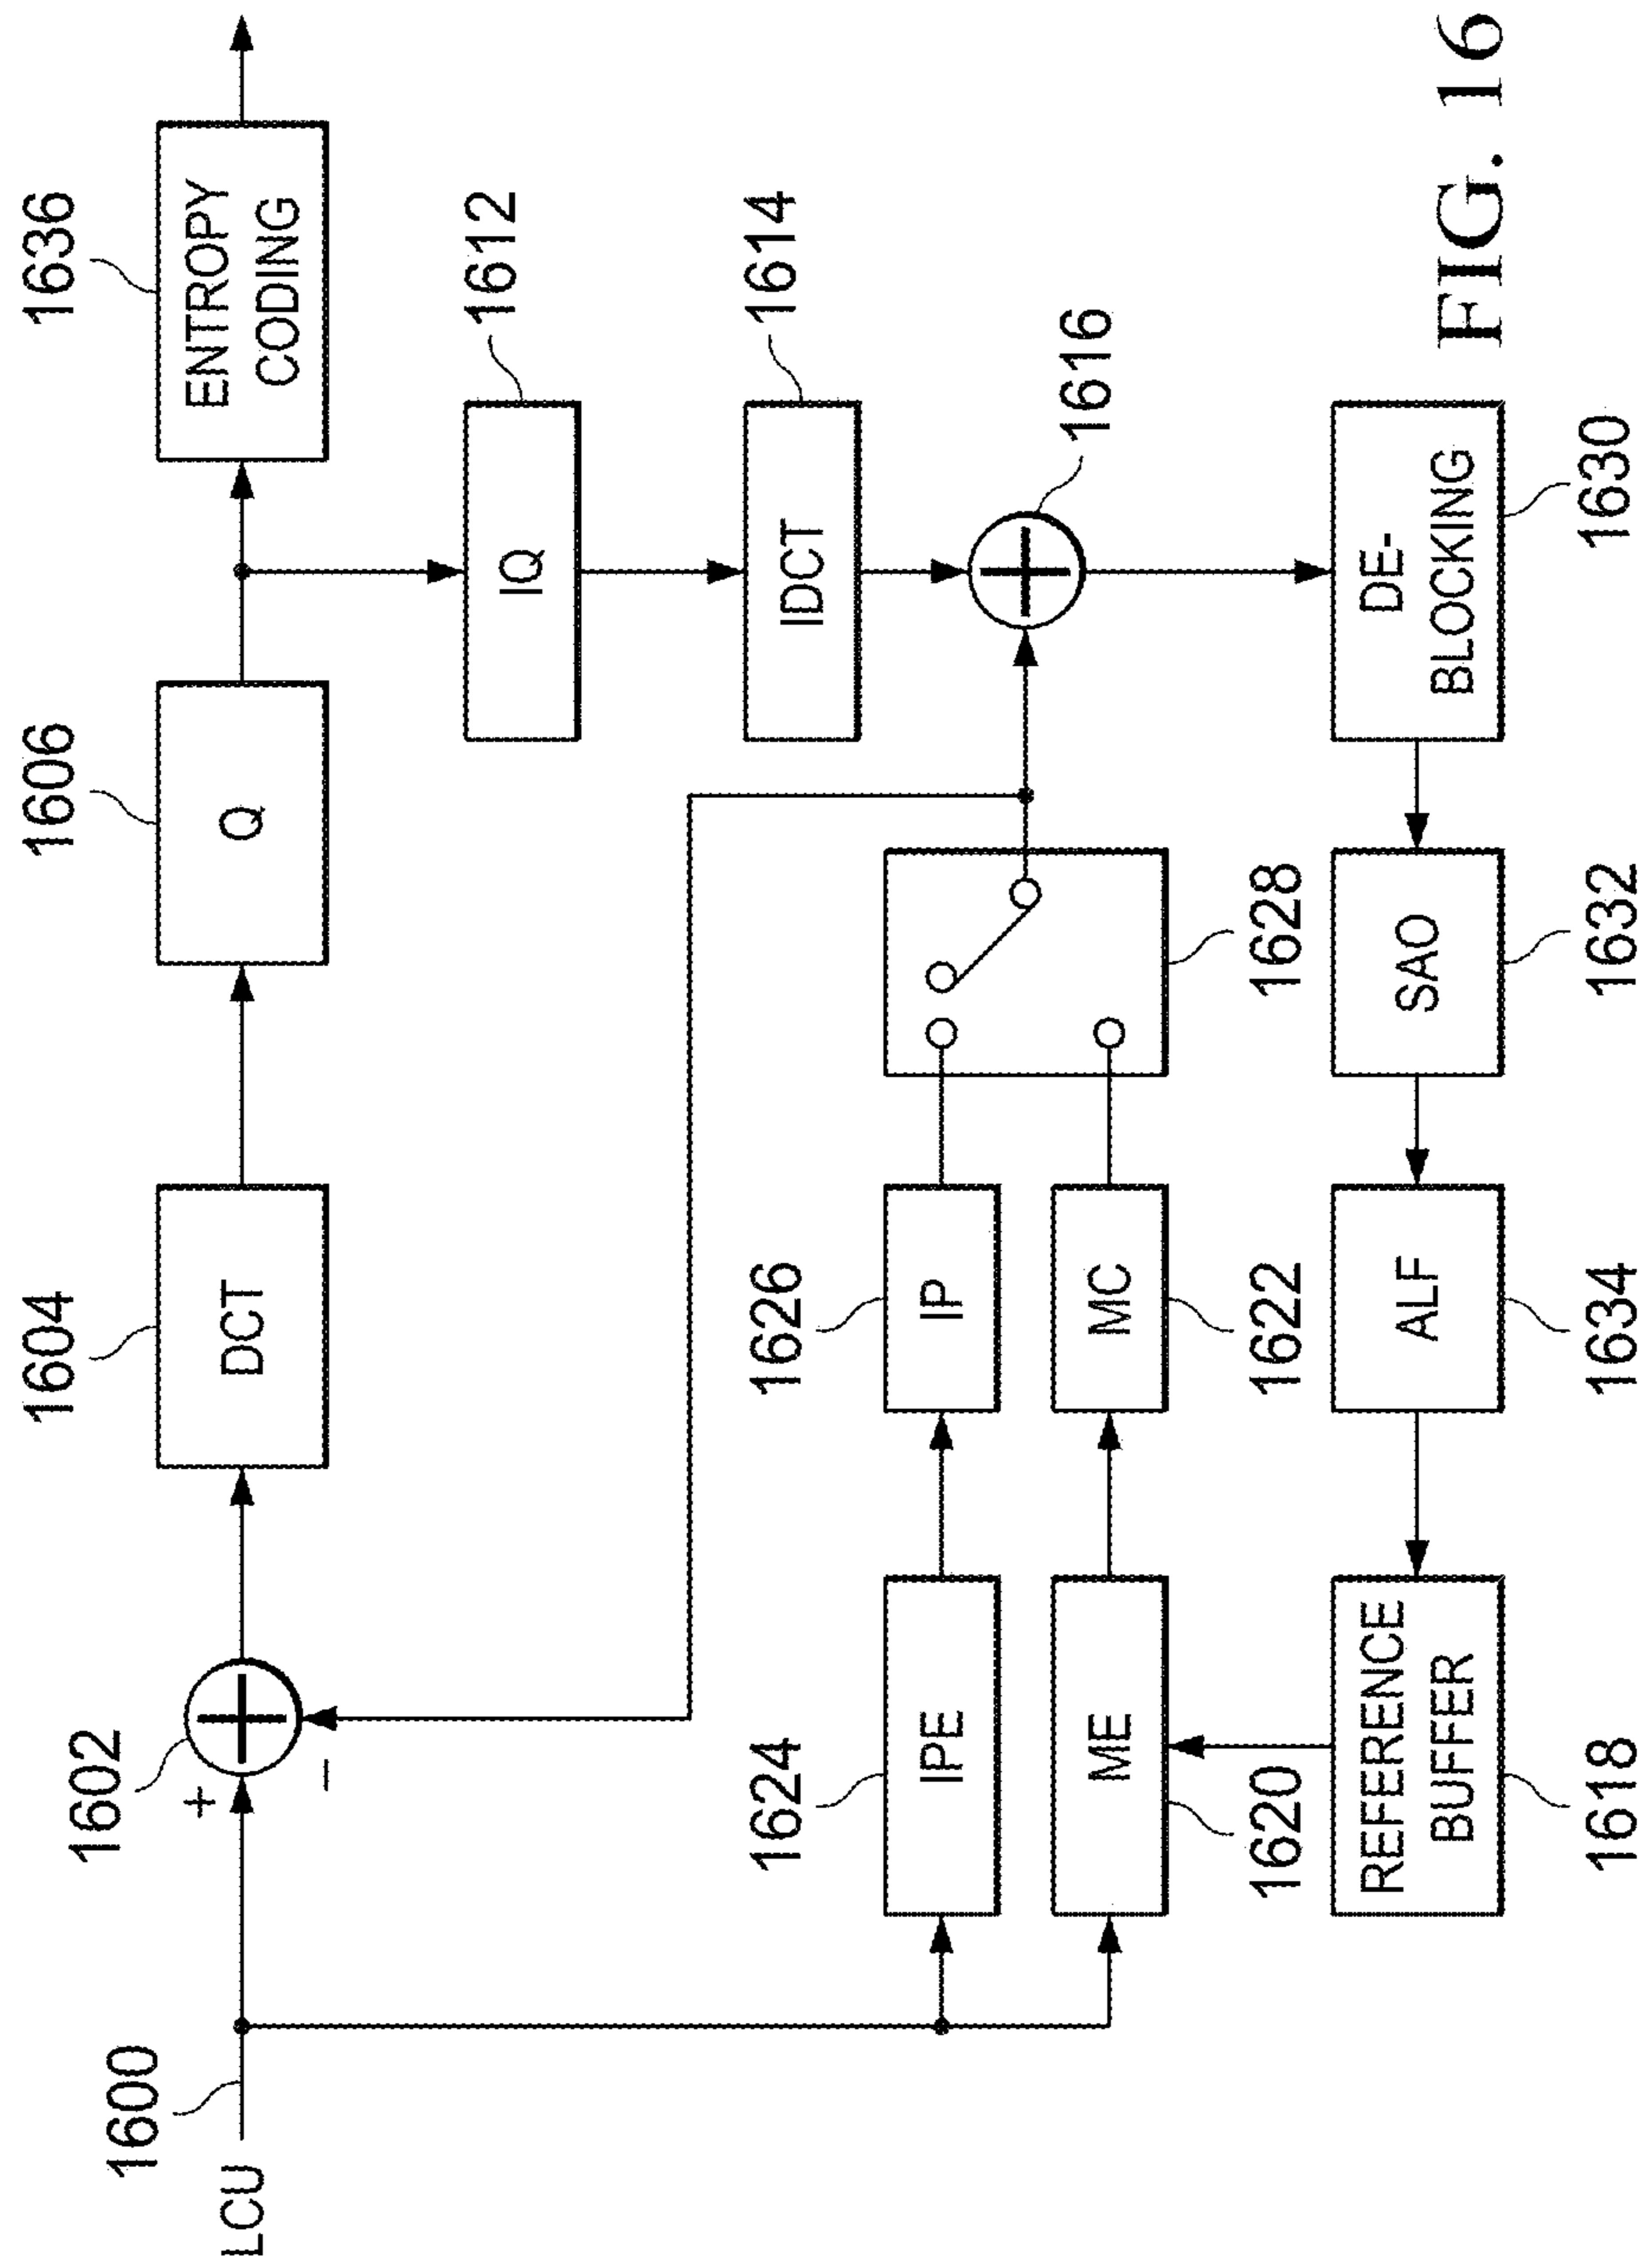 1600
LCU
1602
+
−
1604
DCT
1606
Q
1636
ENTROPY
CODING
1612
IQ
1614
IDCT
1616
1624
IPE
1626
IP
1628
ME
1620
MC
1622
REFERENCE
BUFFER
1618
ALF
1634
SAO
1632
DE-
BLOCKING
1630
FIG. 16